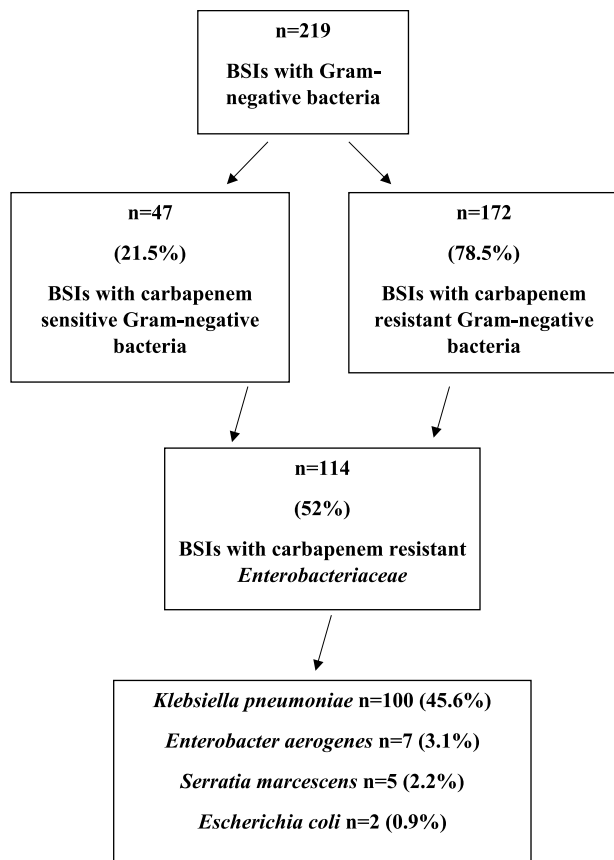 n=219
BSIs with Gram-
negative bacteria
n=47
(21.5%)
BSIs with carbapenem
sensitive Gram-negative
bacteria
n=172
(78.5%)
BSIs with carbapenem
resistant Gram-negative
bacteria
n=114
(52%)
BSIs with carbapenem resistant
Enterobacteriaceae
Klebsiella pneumoniae n=100 (45.6%)
Enterobacter aerogenes n=7 (3.1%)
Serratia marcescens n=5 (2.2%)
Escherichia coli n=2 (0.9%)